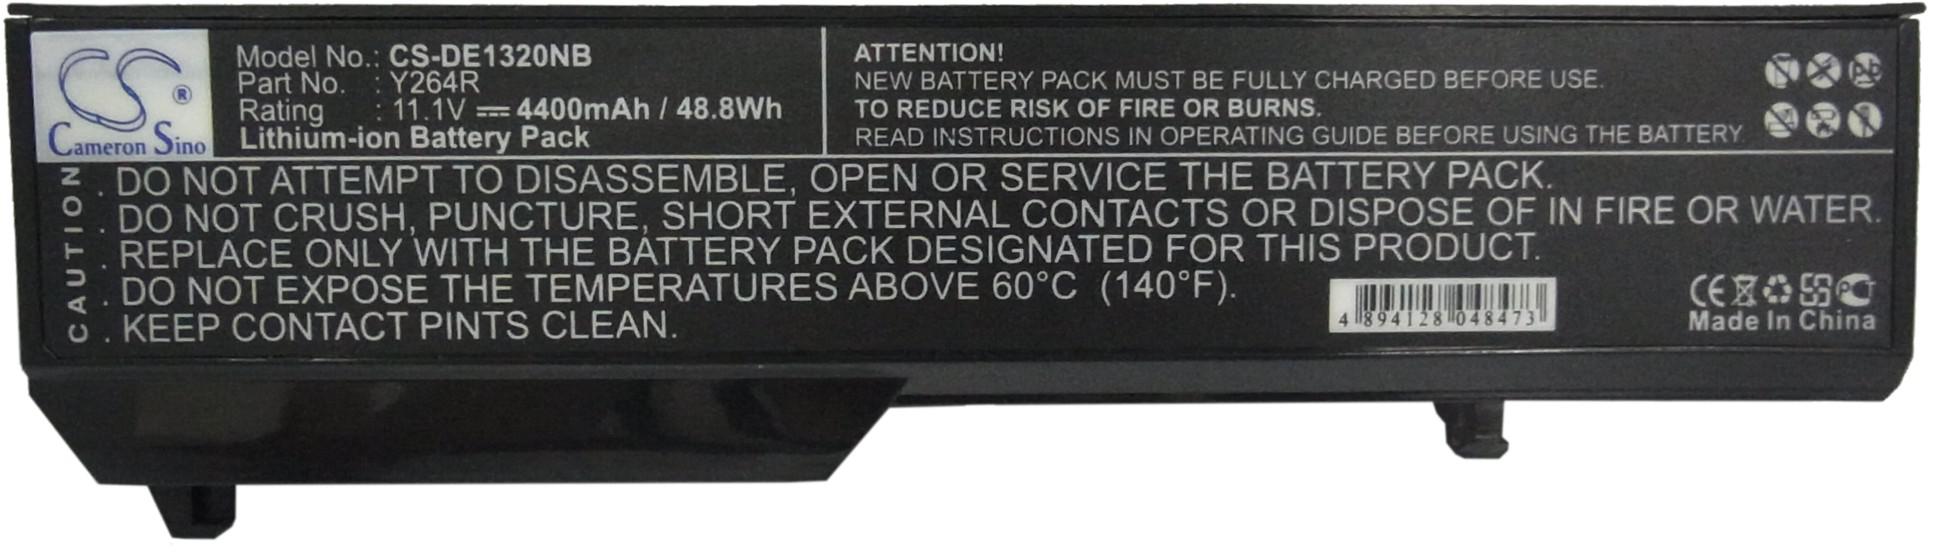 CS ®
Cameron Sino
Model No.: CS-DE1320NB
Part No. : Y264R
Rating : 11.1V ⎓ 4400mAh / 48.8Wh
Lithium-ion Battery Pack
ATTENTION!
NEW BATTERY PACK MUST BE FULLY CHARGED BEFORE USE.
TO REDUCE RISK OF FIRE OR BURNS.
READ INSTRUCTIONS IN OPERATING GUIDE BEFORE USING THE BATTERY.
Pb
CAUTION
. DO NOT ATTEMPT TO DISASSEMBLE, OPEN OR SERVICE THE BATTERY PACK.
. DO NOT CRUSH, PUNCTURE, SHORT EXTERNAL CONTACTS OR DISPOSE OF IN FIRE OR WATER.
. REPLACE ONLY WITH THE BATTERY PACK DESIGNATED FOR THIS PRODUCT.
. DO NOT EXPOSE THE TEMPERATURES ABOVE 60°C (140°F).
. KEEP CONTACT PINTS CLEAN.
4 894128 048473
CE
Made In China